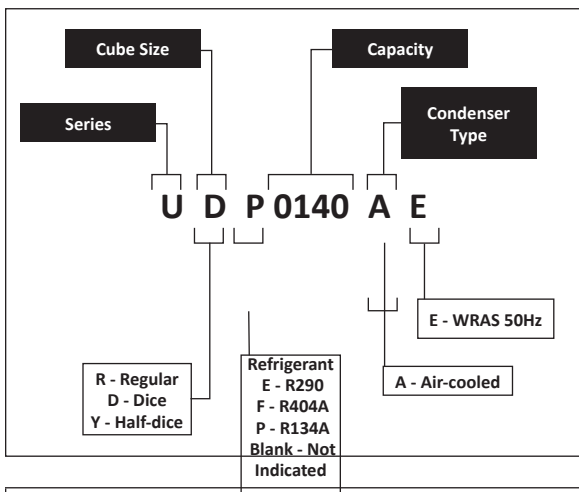 Cube Size
Capacity
Series
Condenser
Type
U D P 0140 A E
E - WRAS 50Hz
R - Regular
D - Dice
Y - Half-dice
Refrigerant
E - R290
F - R404A
P - R134A
Blank - Not
Indicated
A - Air-cooled